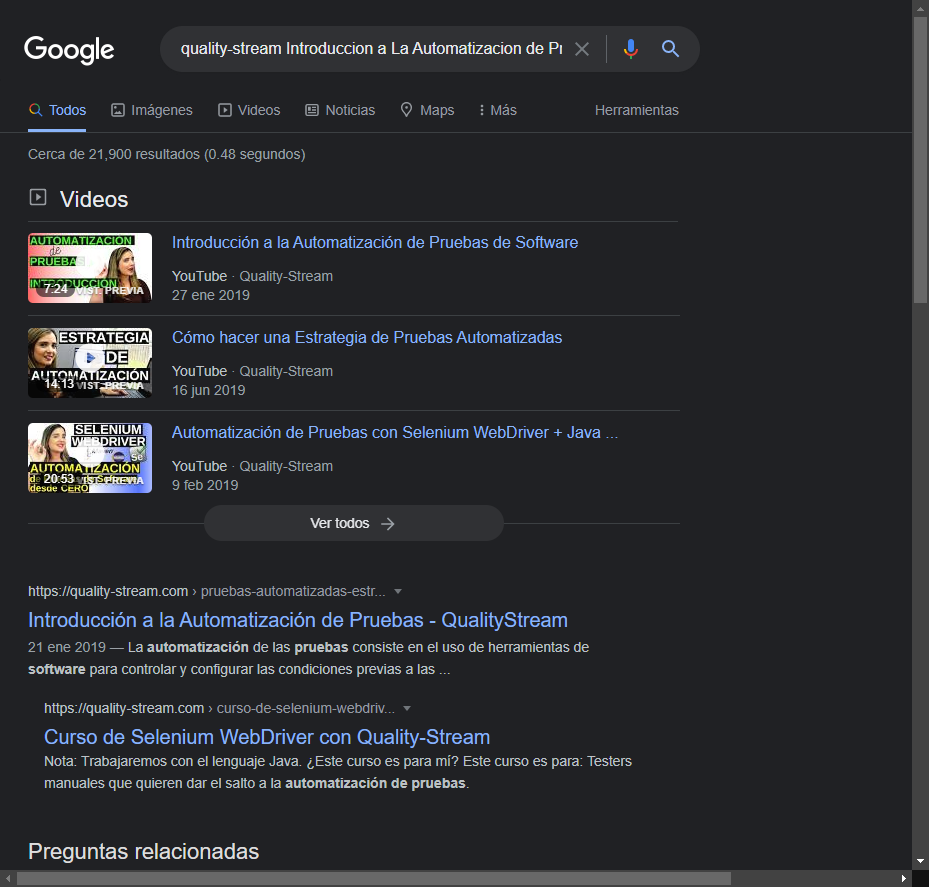 Google
quality-stream Introduccion a La Automatizacion de Pr
Todos Imágenes Videos Noticias Maps Más Herramientas
Cerca de 21,900 resultados (0.48 segundos)
Videos
AUTOMATIZACIÓN
de
PRUEBAS
INTRODUCCIÓN
7:24 VIST. PREVIA
Introducción a la Automatización de Pruebas de Software
YouTube · Quality-Stream
27 ene 2019
ESTRATEGIA
DE
AUTOMATIZACIÓN
14:13 VIST. PREVIA
Cómo hacer una Estrategia de Pruebas Automatizadas
YouTube · Quality-Stream
16 jun 2019
SELENIUM
WEBDRIVER
Se
AUTOMATIZACIÓN
20:53 VIST. PREVIA
desde CERO
Automatización de Pruebas con Selenium WebDriver + Java ...
YouTube · Quality-Stream
9 feb 2019
Ver todos
https://quality-stream.com › pruebas-automatizadas-estr...
Introducción a la Automatización de Pruebas - QualityStream
21 ene 2019 — La automatización de las pruebas consiste en el uso de herramientas de
software para controlar y configurar las condiciones previas a las ...
https://quality-stream.com › curso-de-selenium-webdriv...
Curso de Selenium WebDriver con Quality-Stream
Nota: Trabajaremos con el lenguaje Java. ¿Este curso es para mí? Este curso es para: Testers
manuales que quieren dar el salto a la automatización de pruebas.
Preguntas relacionadas